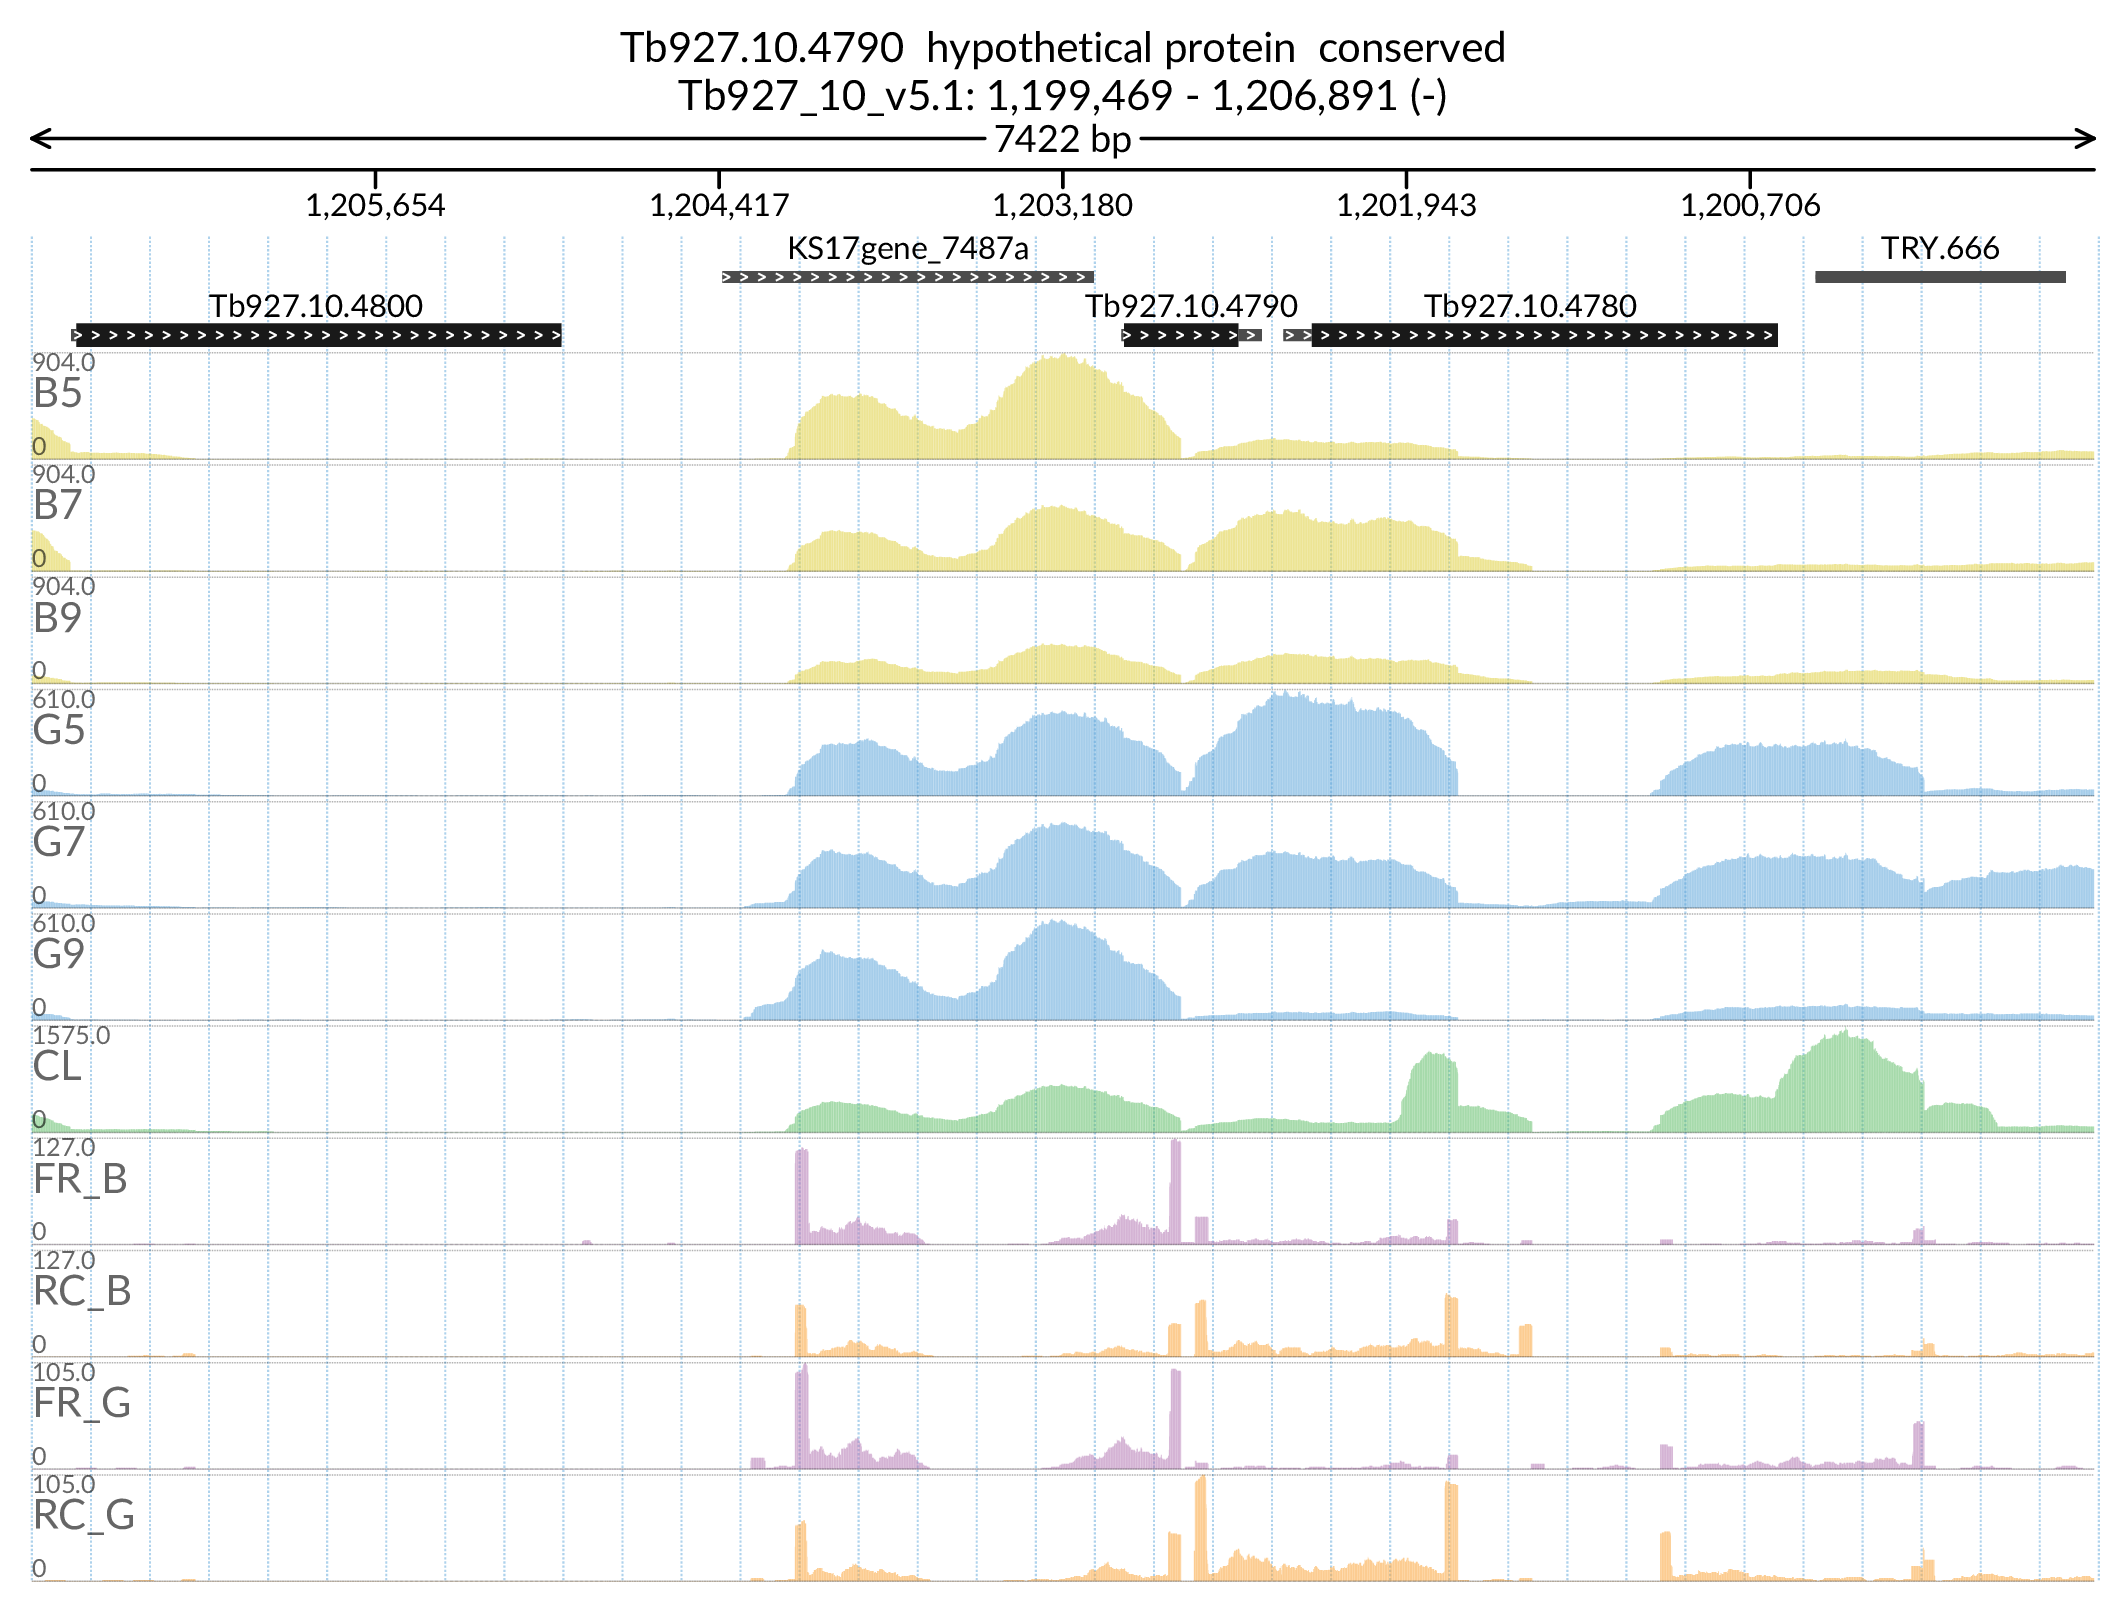 Tb927.10.4790  hypothetical protein  conserved
Tb927_10_v5.1: 1,199,469 - 1,206,891 (-)
7422 bp
1,205,654 1,204,417 1,203,180 1,201,943 1,200,706
KS17gene_7487a TRY.666
Tb927.10.4800 Tb927.10.4790 Tb927.10.4780
904.0
B5
0
904.0
B7
0
904.0
B9
0
610.0
G5
0
610.0
G7
0
610.0
G9
0
1575.0
CL
0
127.0
FR_B
0
127.0
RC_B
0
105.0
FR_G
0
105.0
RC_G
0